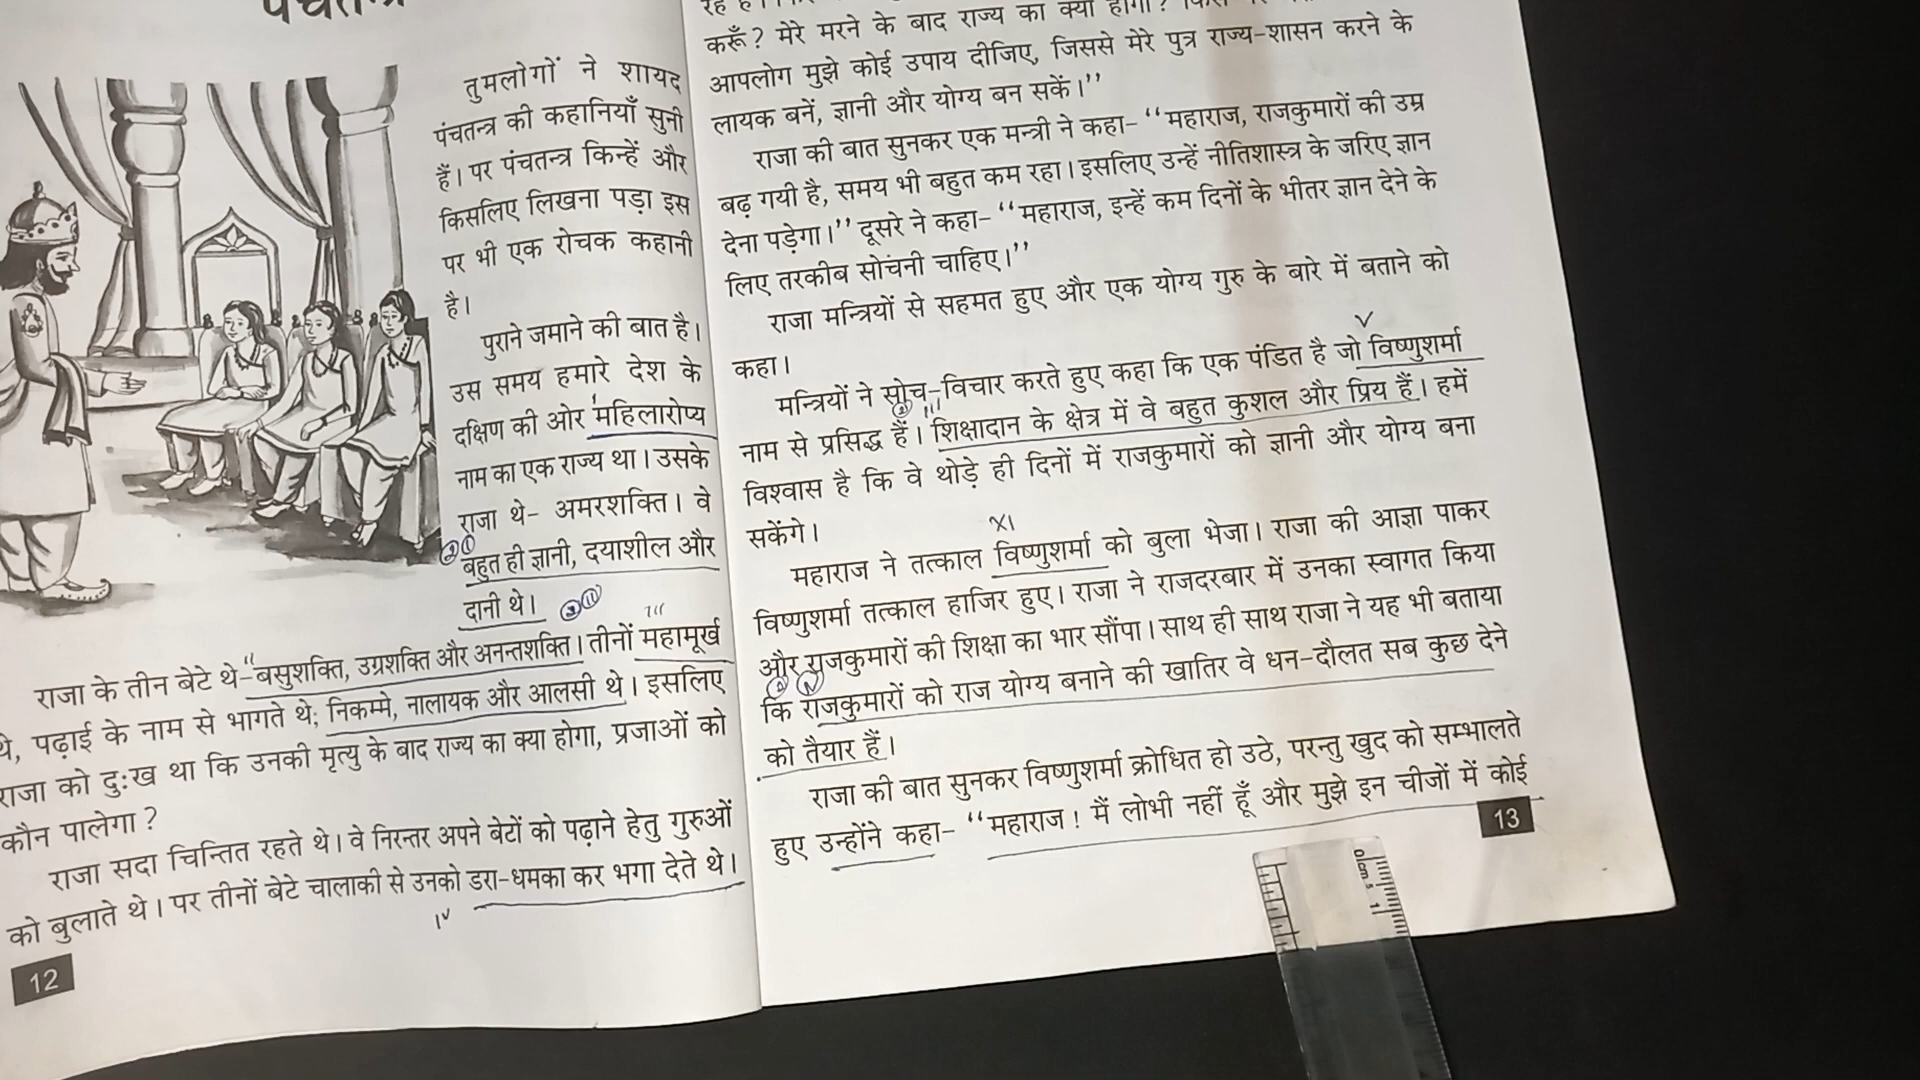 पंचतन्त्र
तुमलोगों ने शायद
पंचतन्त्र की कहानियाँ सुनी
हैं। पर पंचतन्त्र किन्हें और
किसलिए लिखना पड़ा इस
पर भी एक रोचक कहानी
है।
पुराने जमाने की बात है।
उस समय हमारे देश के
दक्षिण की ओर महिलारोप्य
नाम का एक राज्य था। उसके
राजा थे- अमरशक्ति। वे
बहुत ही ज्ञानी, दयाशील और
दानी थे।
राजा के तीन बेटे थे-बसुशक्ति, उग्रशक्ति और अनन्तशक्ति। तीनों महामूर्ख
थे, पढ़ाई के नाम से भागते थे; निकम्मे, नालायक और आलसी थे। इसलिए
राजा को दुःख था कि उनकी मृत्यु के बाद राज्य का क्या होगा, प्रजाओं को
कौन पालेगा?
राजा सदा चिन्तित रहते थे। वे निरन्तर अपने बेटों को पढ़ाने हेतु गुरुओं
को बुलाते थे। पर तीनों बेटे चालाकी से उनको डरा-धमका कर भगा देते थे।
IV
12
करूँ? मेरे मरने के बाद राज्य का क्या होगा?
आपलोग मुझे कोई उपाय दीजिए, जिससे मेरे पुत्र राज्य-शासन करने के
लायक बनें, ज्ञानी और योग्य बन सकें।’’
राजा की बात सुनकर एक मन्त्री ने कहा- ‘‘महाराज, राजकुमारों की उम्र
बढ़ गयी है, समय भी बहुत कम रहा। इसलिए उन्हें नीतिशास्त्र के जरिए ज्ञान
देना पड़ेगा।’’ दूसरे ने कहा- ‘‘महाराज, इन्हें कम दिनों के भीतर ज्ञान देने के
लिए तरकीब सोचनी चाहिए।’’
राजा मन्त्रियों से सहमत हुए और एक योग्य गुरु के बारे में बताने को
कहा।
V
मन्त्रियों ने सोच-विचार करते हुए कहा कि एक पंडित है जो विष्णुशर्मा
नाम से प्रसिद्ध हैं। शिक्षादान के क्षेत्र में वे बहुत कुशल और प्रिय हैं। हमें
विश्वास है कि वे थोड़े ही दिनों में राजकुमारों को ज्ञानी और योग्य बना
सकेंगे।
XI
महाराज ने तत्काल विष्णुशर्मा को बुला भेजा। राजा की आज्ञा पाकर
विष्णुशर्मा तत्काल हाजिर हुए। राजा ने राजदरबार में उनका स्वागत किया
और राजकुमारों की शिक्षा का भार सौंपा। साथ ही साथ राजा ने यह भी बताया
कि राजकुमारों को राज योग्य बनाने की खातिर वे धन-दौलत सब कुछ देने
को तैयार हैं।
राजा की बात सुनकर विष्णुशर्मा क्रोधित हो उठे, परन्तु खुद को सम्भालते
हुए उन्होंने कहा- ‘‘महाराज! मैं लोभी नहीं हूँ और मुझे इन चीजों में कोई
13